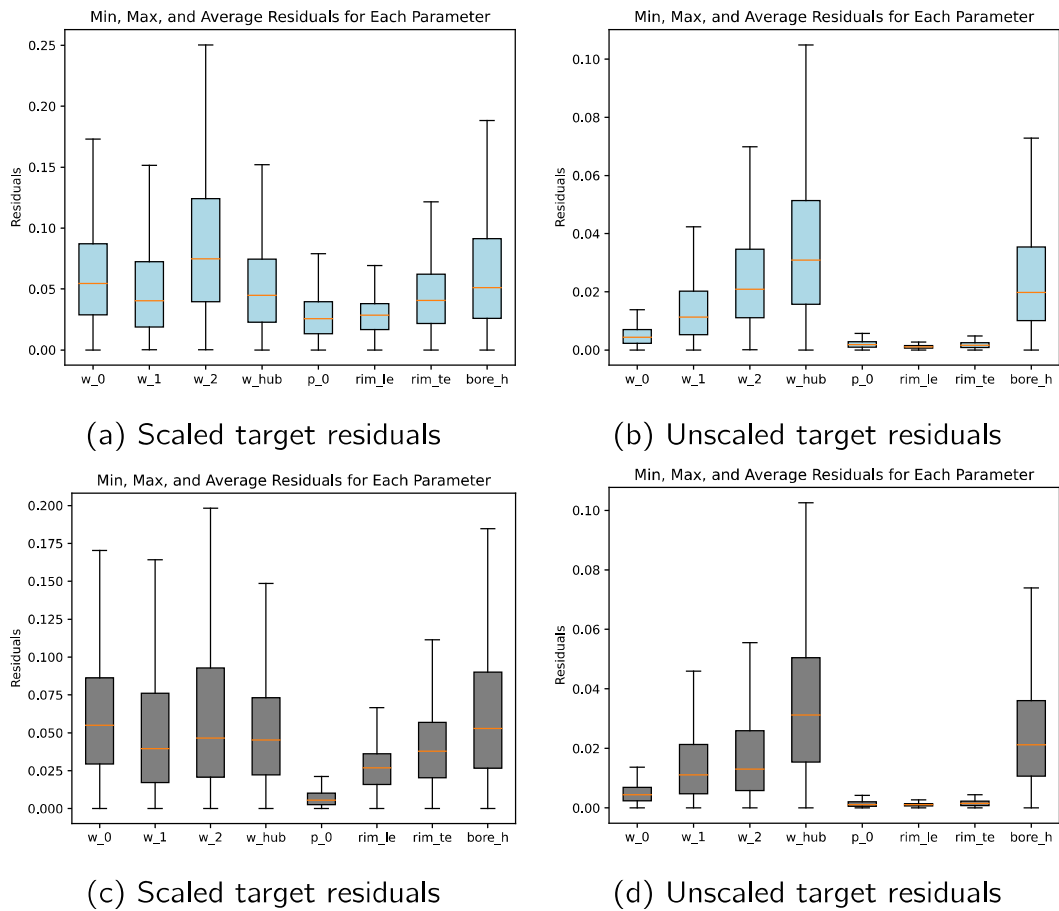 Min, Max, and Average Residuals for Each Parameter
0.25
0.20
0.15
0.10
0.05
0.00
Residuals
w_0 w_1 w_2 w_hub p_0 rim_le rim_te bore_h
(a) Scaled target residuals
Min, Max, and Average Residuals for Each Parameter
0.10
0.08
0.06
0.04
0.02
0.00
Residuals
w_0 w_1 w_2 w_hub p_0 rim_le rim_te bore_h
(b) Unscaled target residuals
Min, Max, and Average Residuals for Each Parameter
0.200
0.175
0.150
0.125
0.100
0.075
0.050
0.025
0.000
Residuals
w_0 w_1 w_2 w_hub p_0 rim_le rim_te bore_h
(c) Scaled target residuals
Min, Max, and Average Residuals for Each Parameter
0.10
0.08
0.06
0.04
0.02
0.00
Residuals
w_0 w_1 w_2 w_hub p_0 rim_le rim_te bore_h
(d) Unscaled target residuals